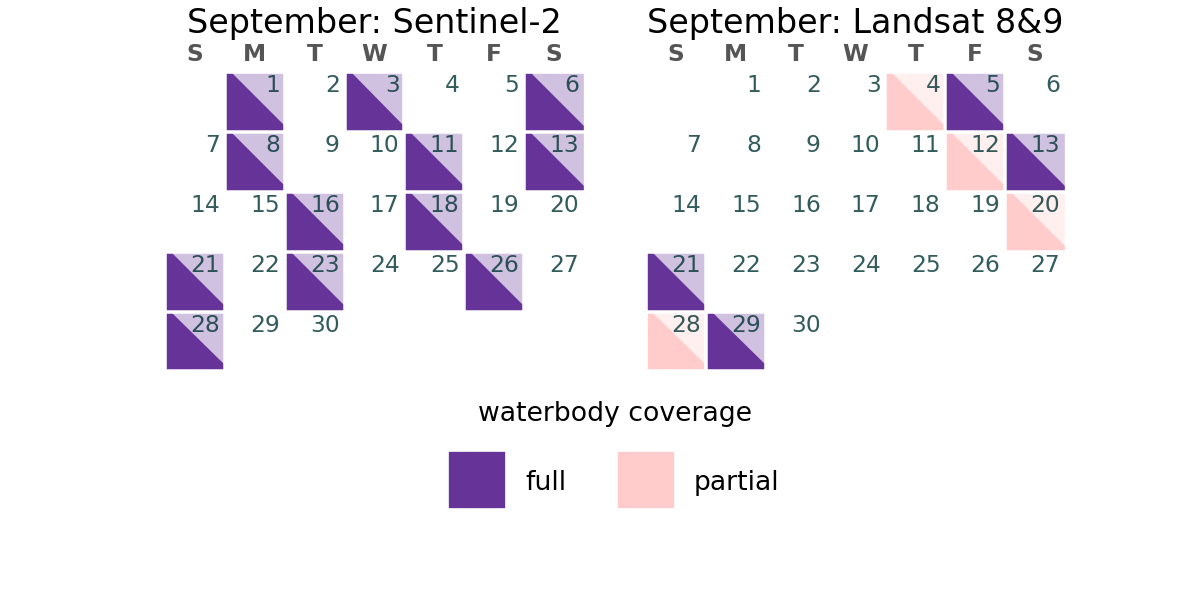 September: Sentinel-2
S M T W T F S
1 2 3 4 5 6
7 8 9 10 11 12 13
14 15 16 17 18 19 20
21 22 23 24 25 26 27
28 29 30
September: Landsat 8&9
S M T W T F S
1 2 3 4 5 6
7 8 9 10 11 12 13
14 15 16 17 18 19 20
21 22 23 24 25 26 27
28 29 30
waterbody coverage
full partial